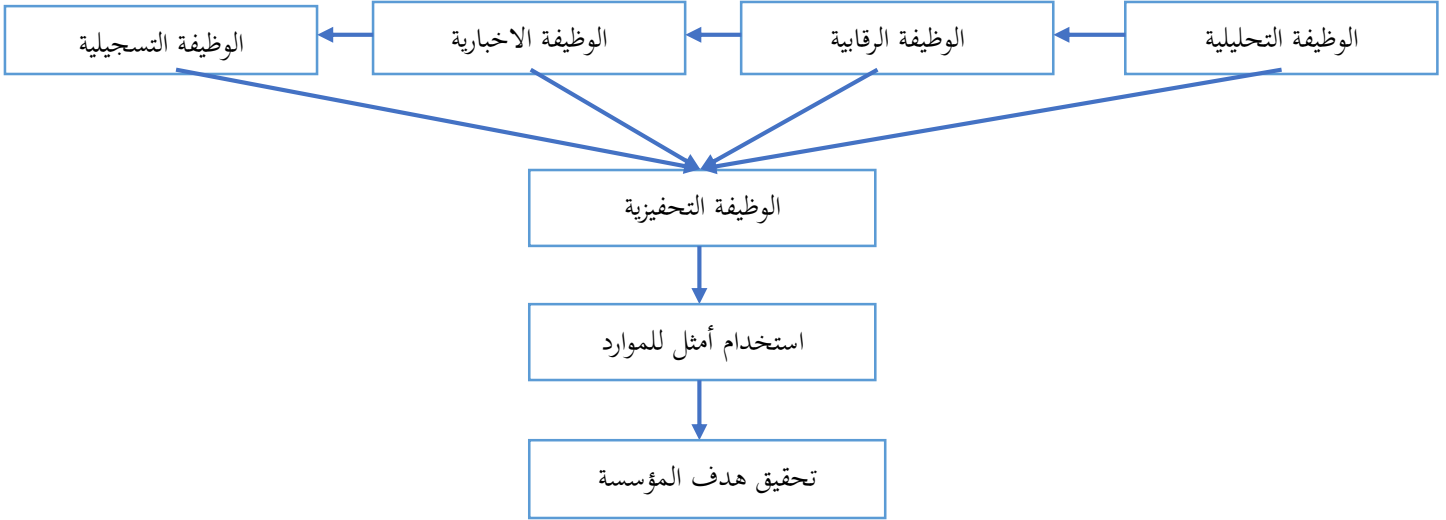 الوظيفة التحليلية
الوظيفة الرقابية
الوظيفة الاخبارية
الوظيفة التسجيلية
الوظيفة التحفيزية
استخدام أمثل للموارد
تحقيق هدف المؤسسة